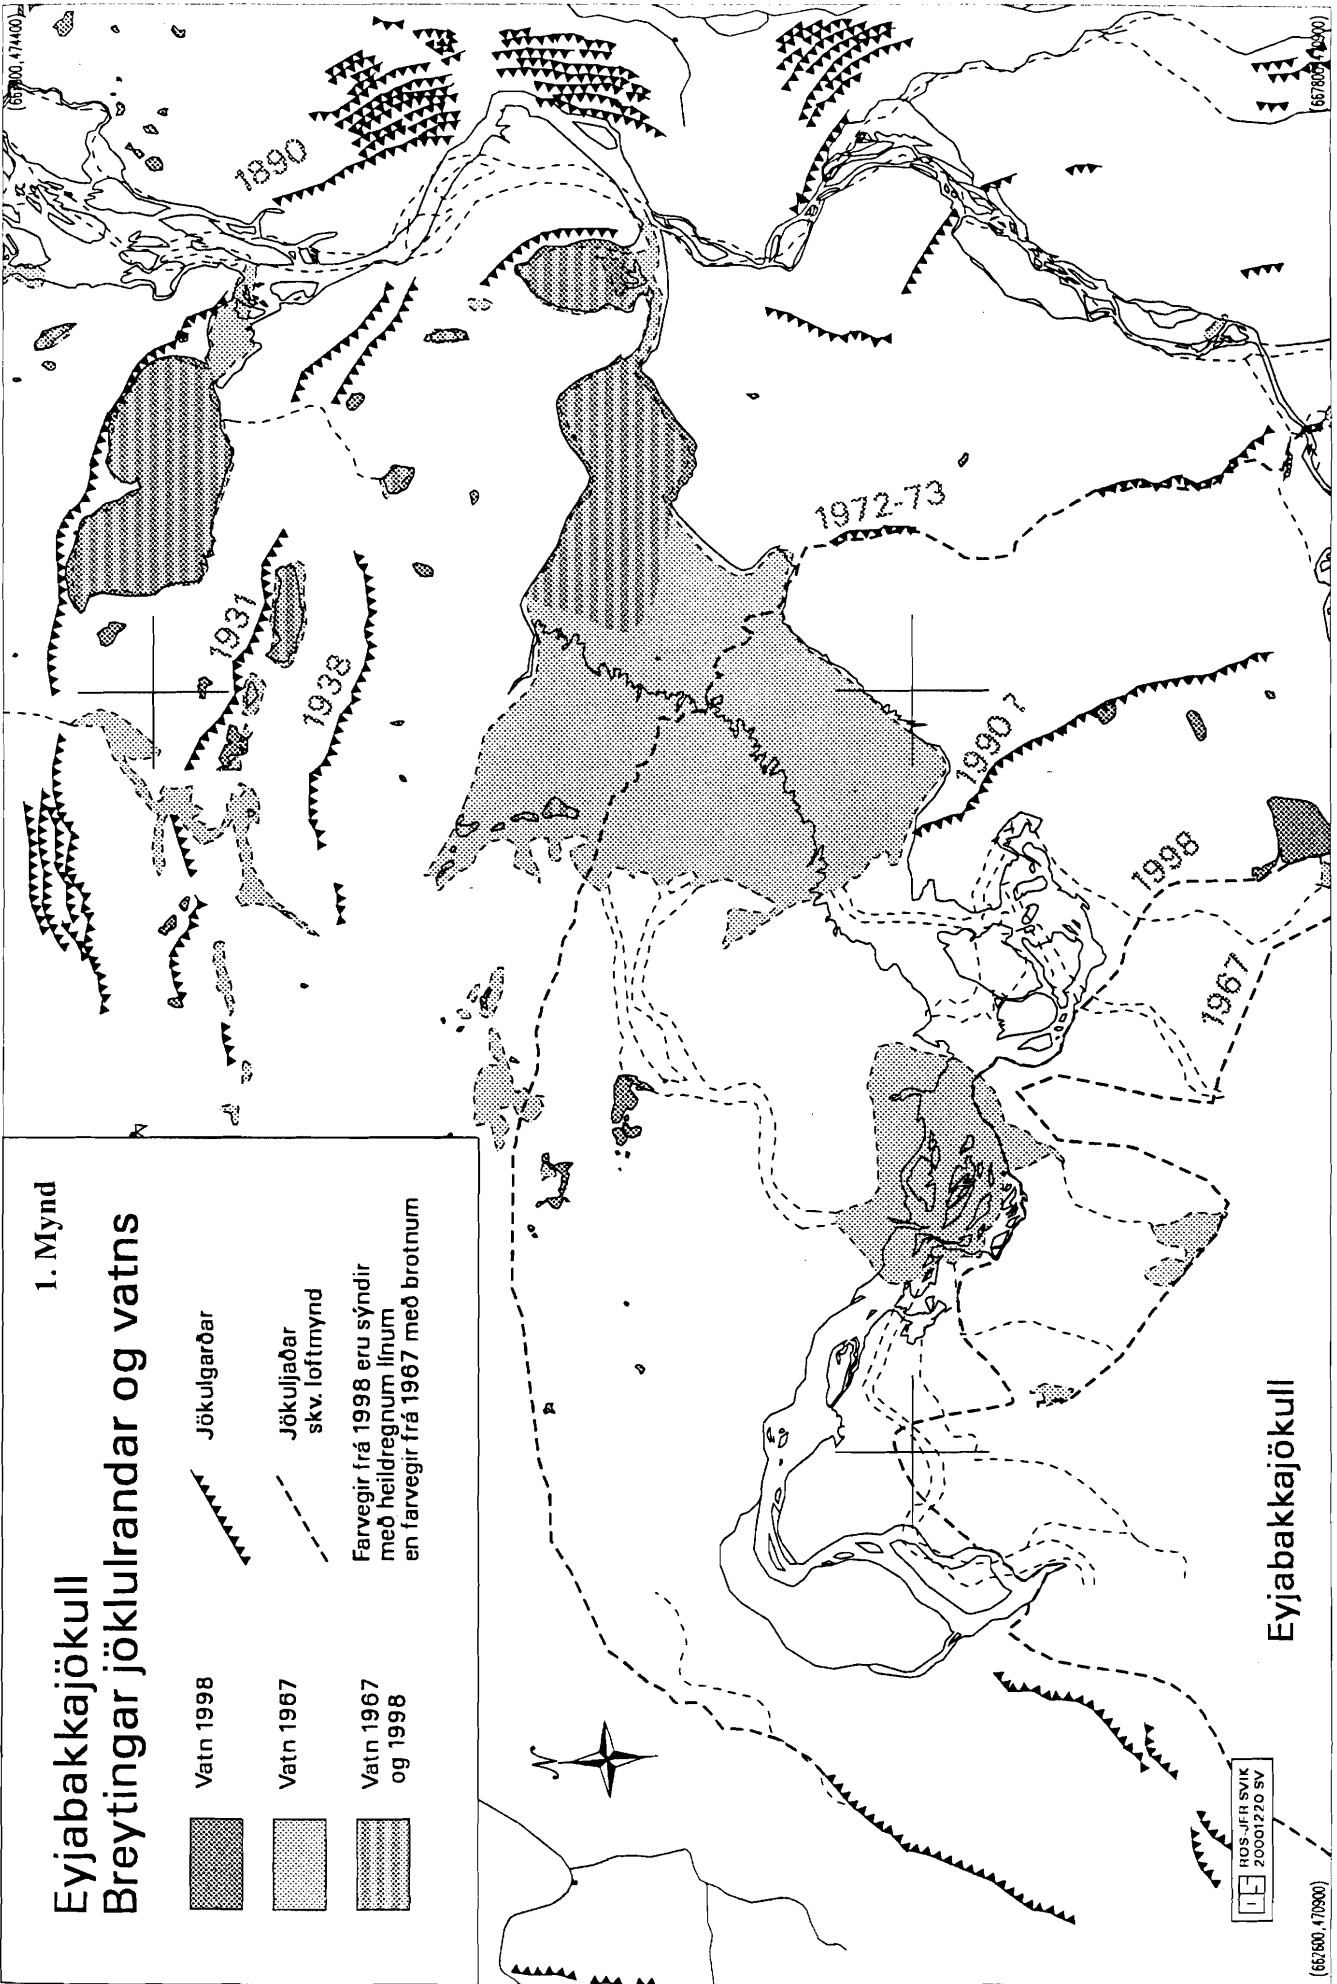 1. Mynd
Eyjabakkajökull
Breytingar jöklulrandar og vatns
Vatn 1998
Vatn 1967
Vatn 1967
og 1998
Jökulgarðar
Jökuljaðar
skv. loftmynd
Farvegir frá 1998 eru sýndir
með heildregnum línum
en farvegir frá 1967 með brotnum
N
1890
1931
1938
1972-73
1990 ?
1998
1967
Eyjabakkajökull
ROS-JFR SVIK
20001220 SV
(662600,470900)